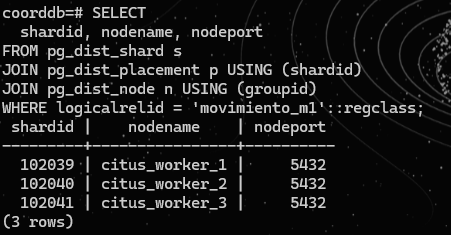 coorddb=# SELECT
  shardid, nodename, nodeport
FROM pg_dist_shard s
JOIN pg_dist_placement p USING (shardid)
JOIN pg_dist_node n USING (groupid)
WHERE logicalrelid = 'movimiento_m1'::regclass;
 shardid |    nodename    | nodeport
---------+----------------+----------
  102039 | citus_worker_1 |     5432
  102040 | citus_worker_2 |     5432
  102041 | citus_worker_3 |     5432
(3 rows)